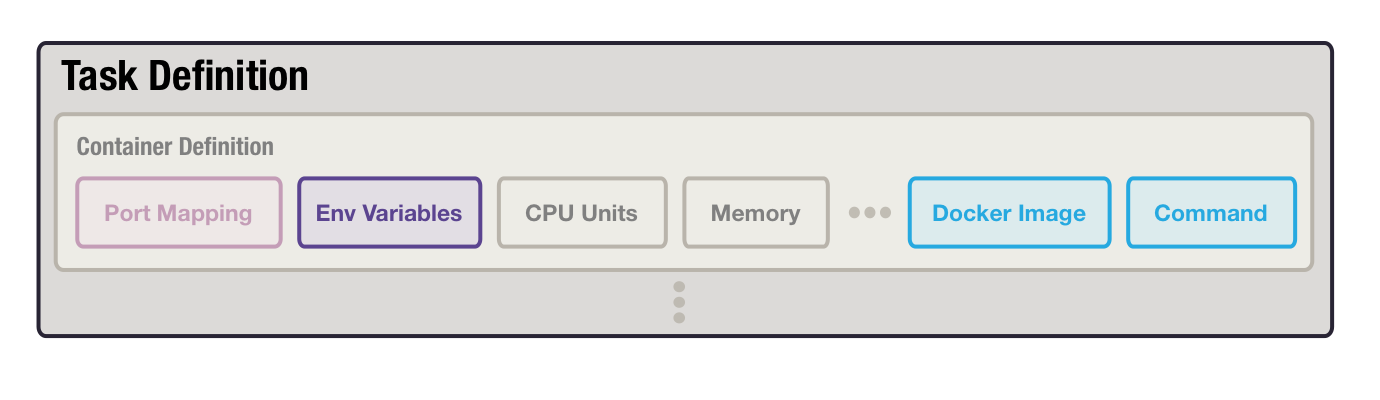 Task Definition
Container Definition
Port Mapping
Env Variables
CPU Units
Memory
Docker Image
Command